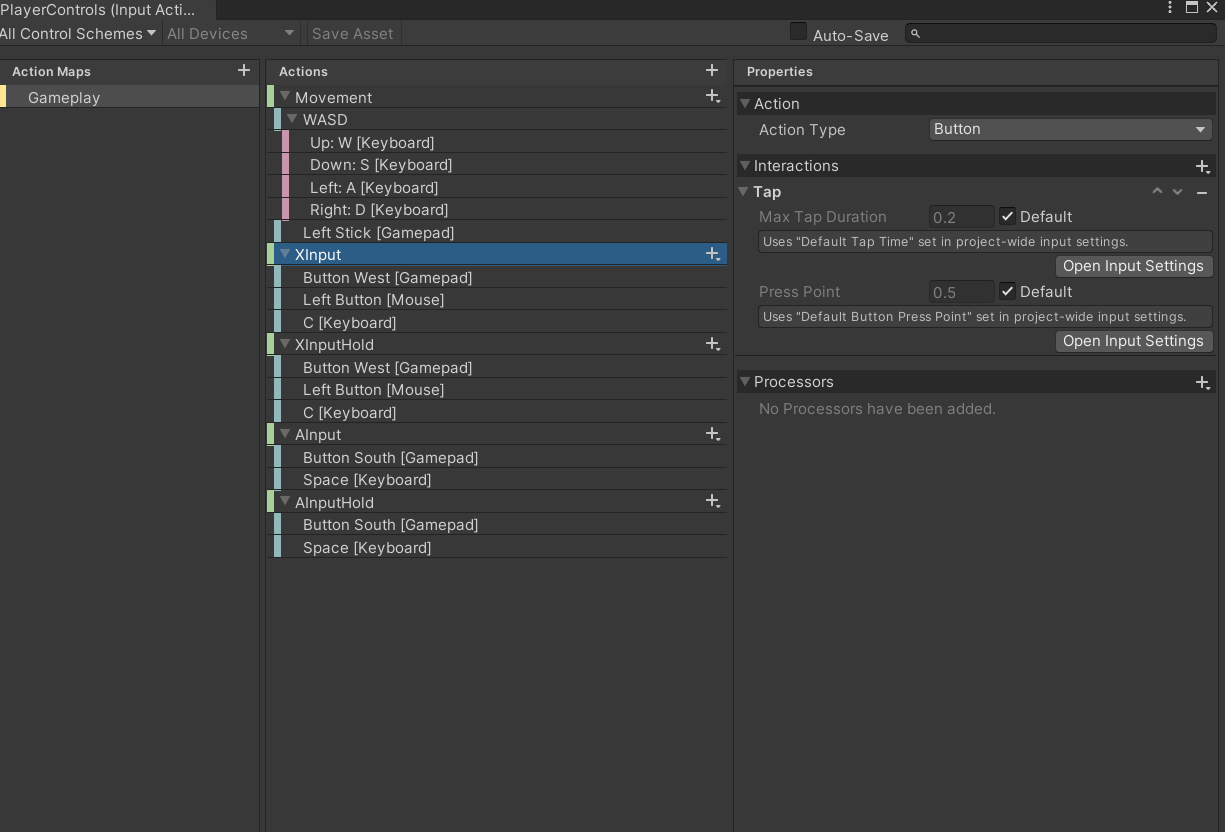 PlayerControls (Input Acti...
All Control Schemes
All Devices
Save Asset
Auto-Save
Action Maps
Gameplay
Actions
Movement
WASD
Up: W [Keyboard]
Down: S [Keyboard]
Left: A [Keyboard]
Right: D [Keyboard]
Left Stick [Gamepad]
XInput
Button West [Gamepad]
Left Button [Mouse]
C [Keyboard]
XInputHold
Button West [Gamepad]
Left Button [Mouse]
C [Keyboard]
AInput
Button South [Gamepad]
Space [Keyboard]
AInputHold
Button South [Gamepad]
Space [Keyboard]
Properties
Action
Action Type Button
Interactions
Tap
Max Tap Duration 0.2 Default
Uses "Default Tap Time" set in project-wide input settings.
Open Input Settings
Press Point 0.5 Default
Uses "Default Button Press Point" set in project-wide input settings.
Open Input Settings
Processors
No Processors have been added.